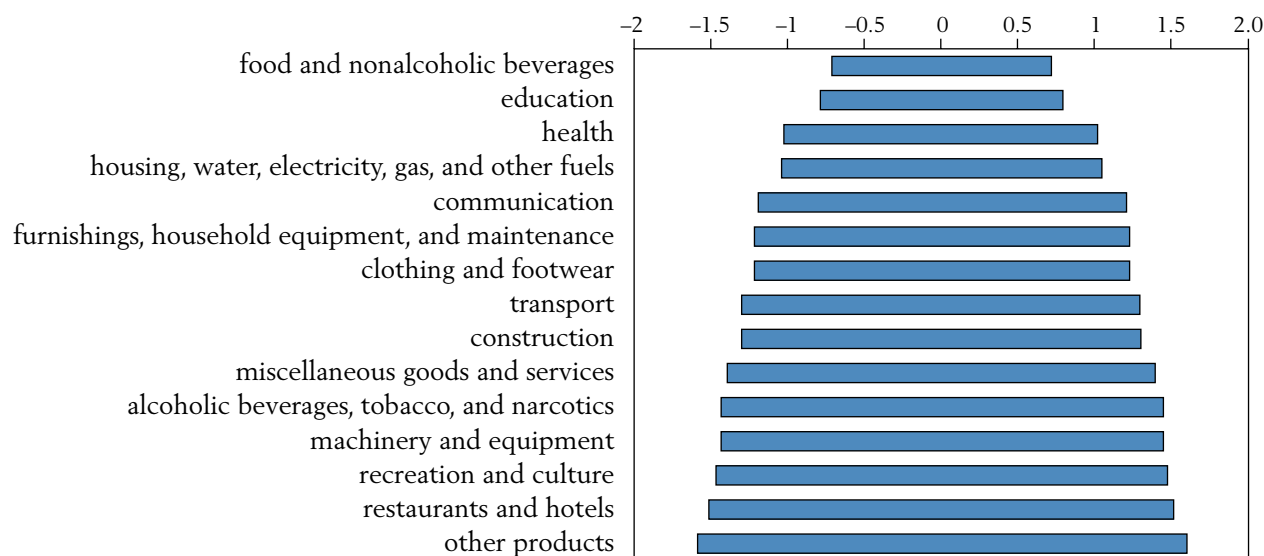 –2 –1.5 –1 –0.5 0 0.5 1 1.5 2.0
food and nonalcoholic beverages
education
health
housing, water, electricity, gas, and other fuels
communication
furnishings, household equipment, and maintenance
clothing and footwear
transport
construction
miscellaneous goods and services
alcoholic beverages, tobacco, and narcotics
machinery and equipment
recreation and culture
restaurants and hotels
other products